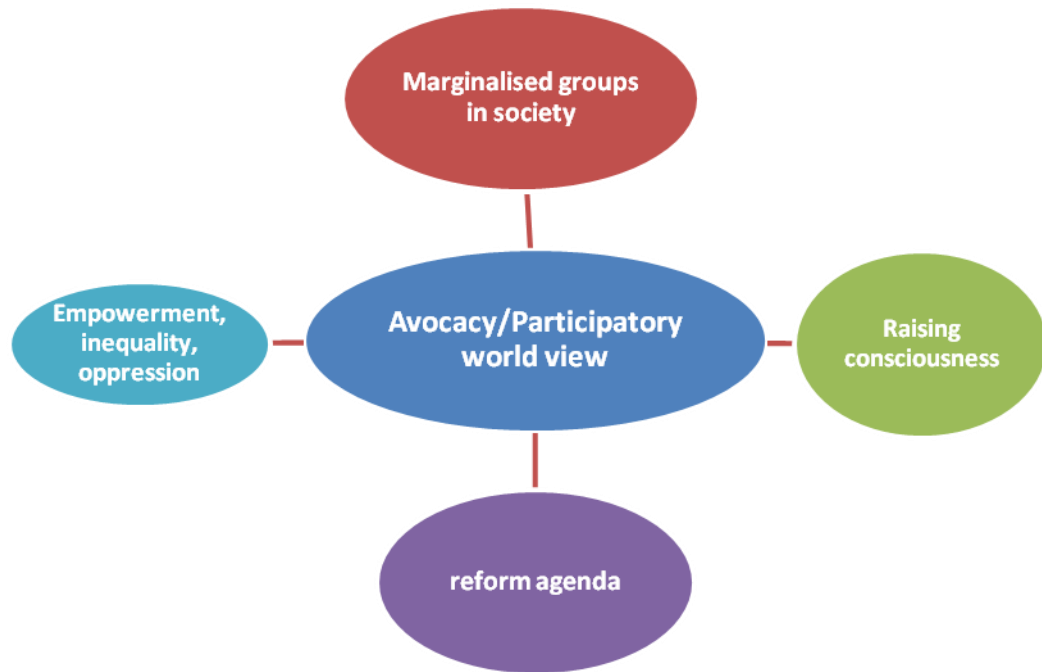 Marginalised groups
in society
Empowerment,
inequality,
oppression
Avocacy/Participatory
world view
Raising
consciousness
reform agenda